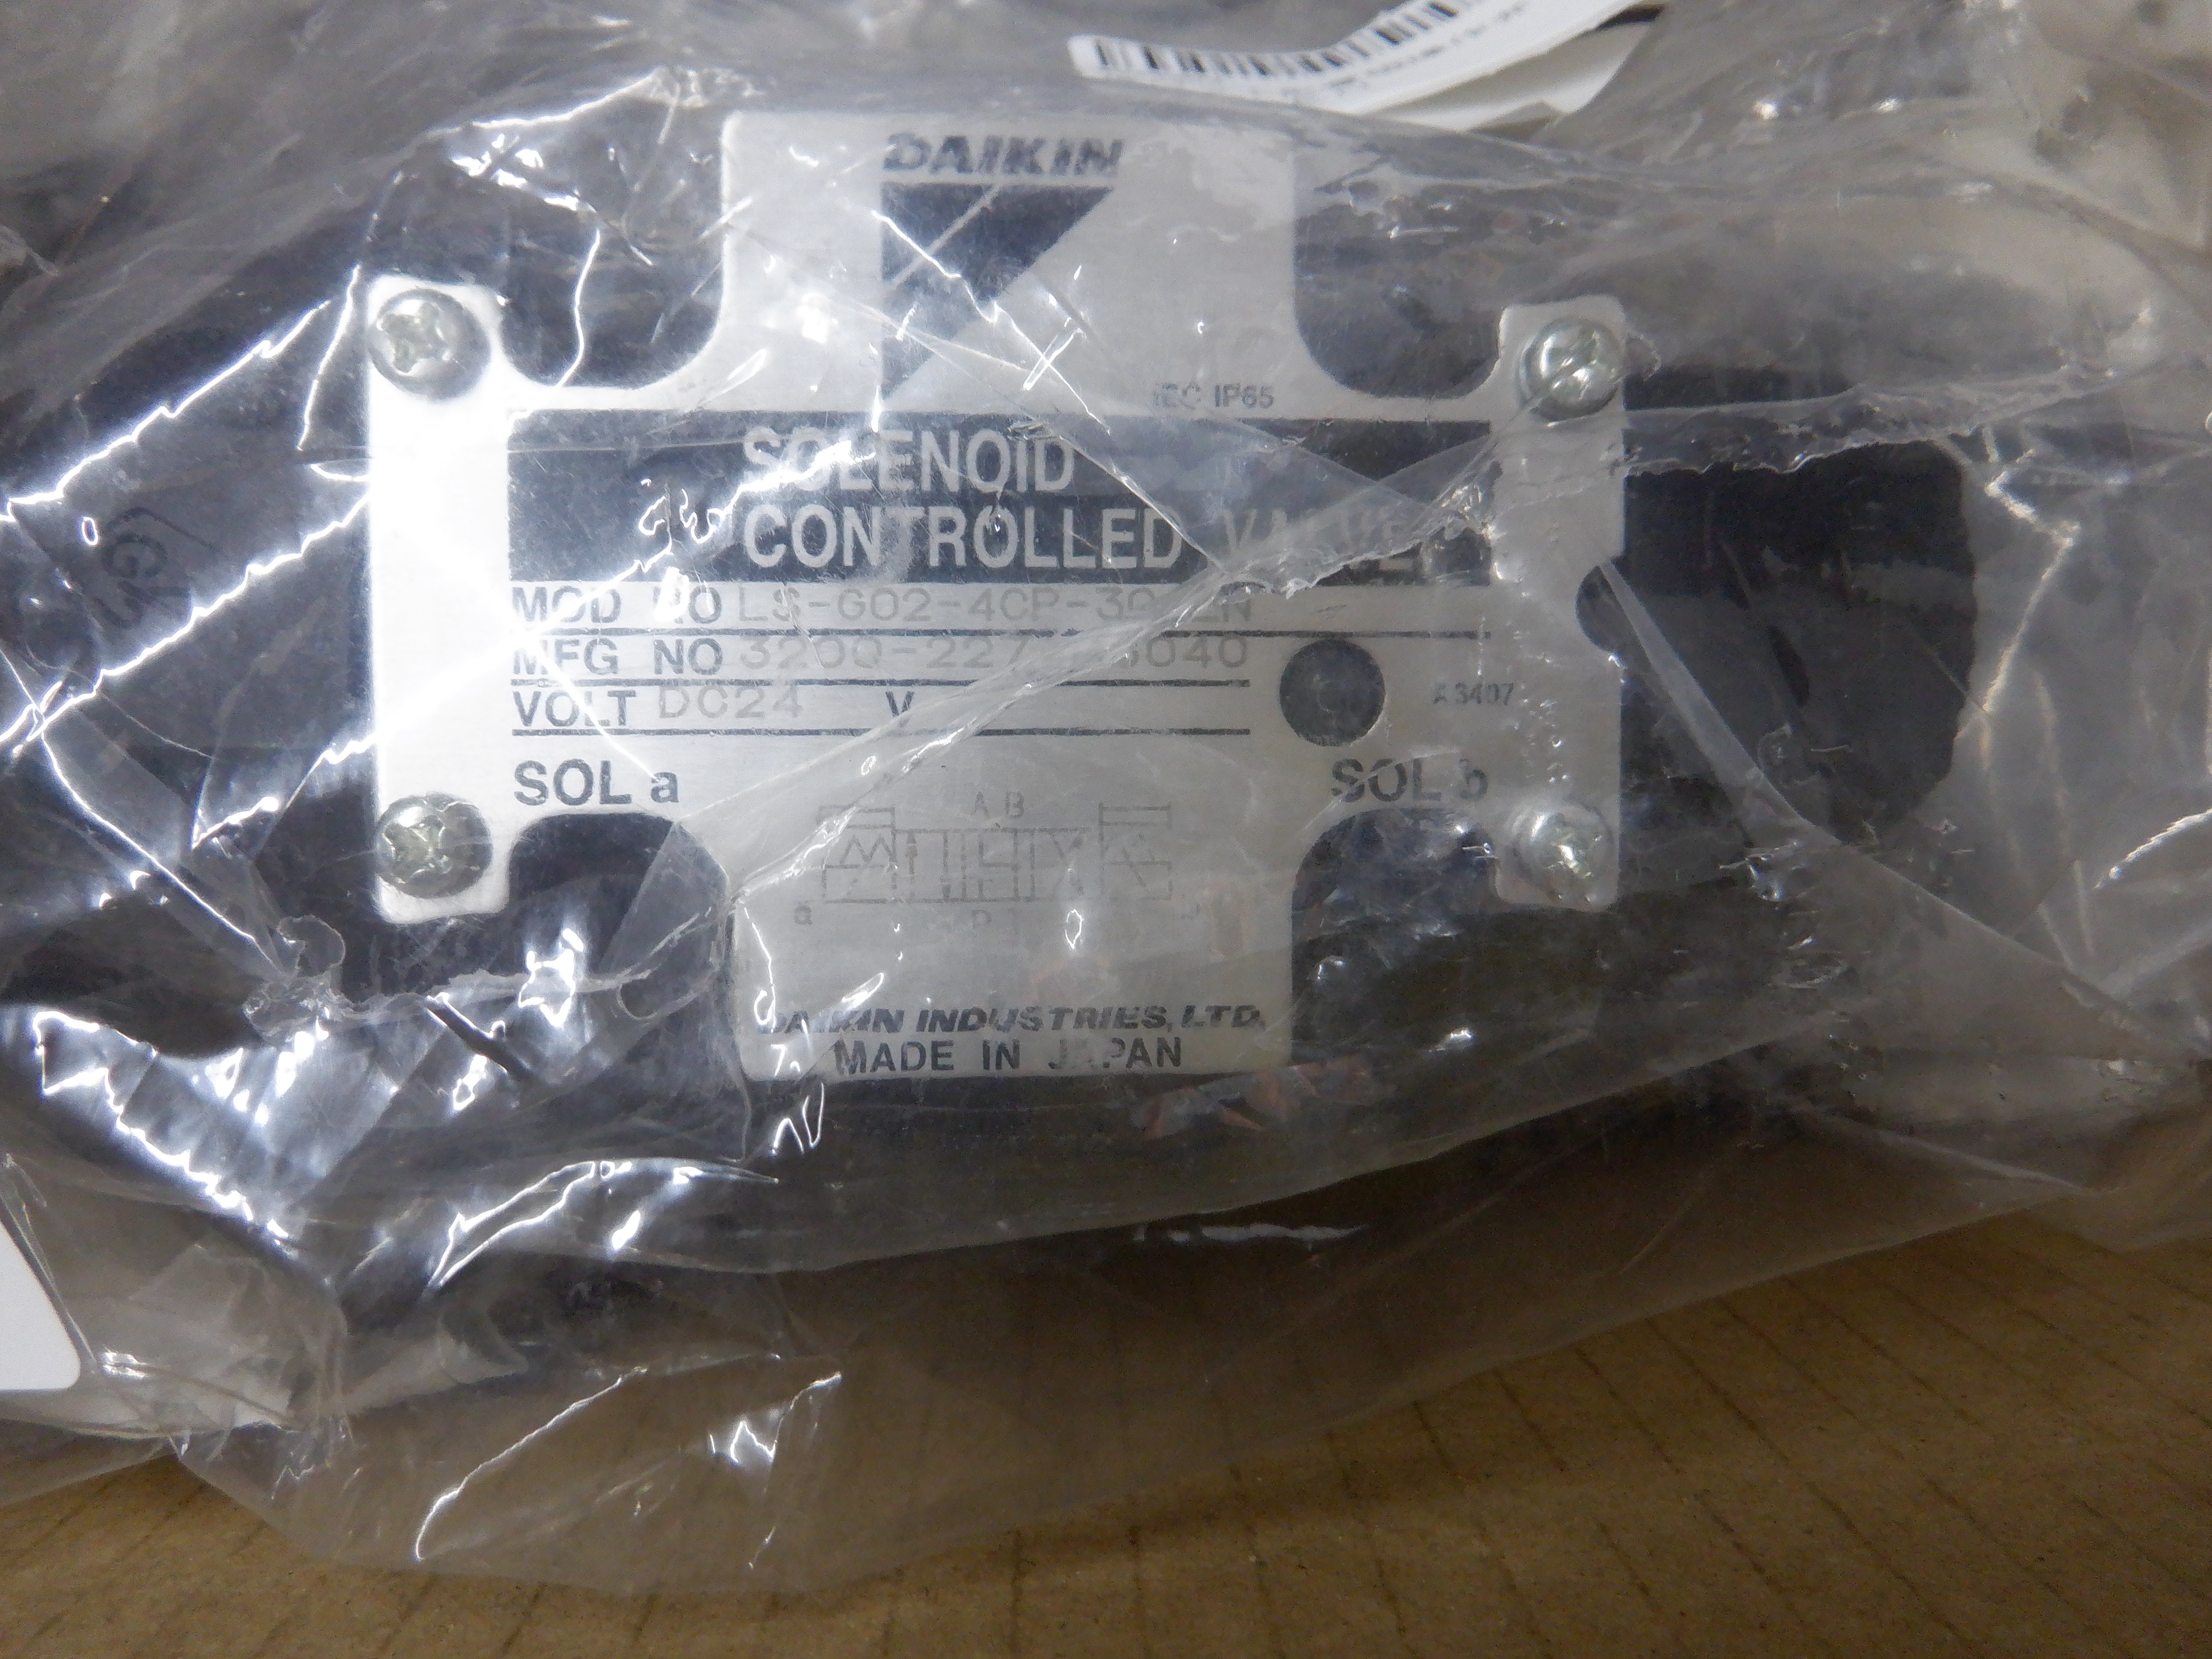 DAIKIN
IEC IP65
SOLENOID
CONTROLLED VALVE
MOD NO
MFG NO
VOLT DC24 V
A3407
SOL a
SOL b
A B
a
P T
DAIKIN INDUSTRIES, LTD.
MADE IN JAPAN